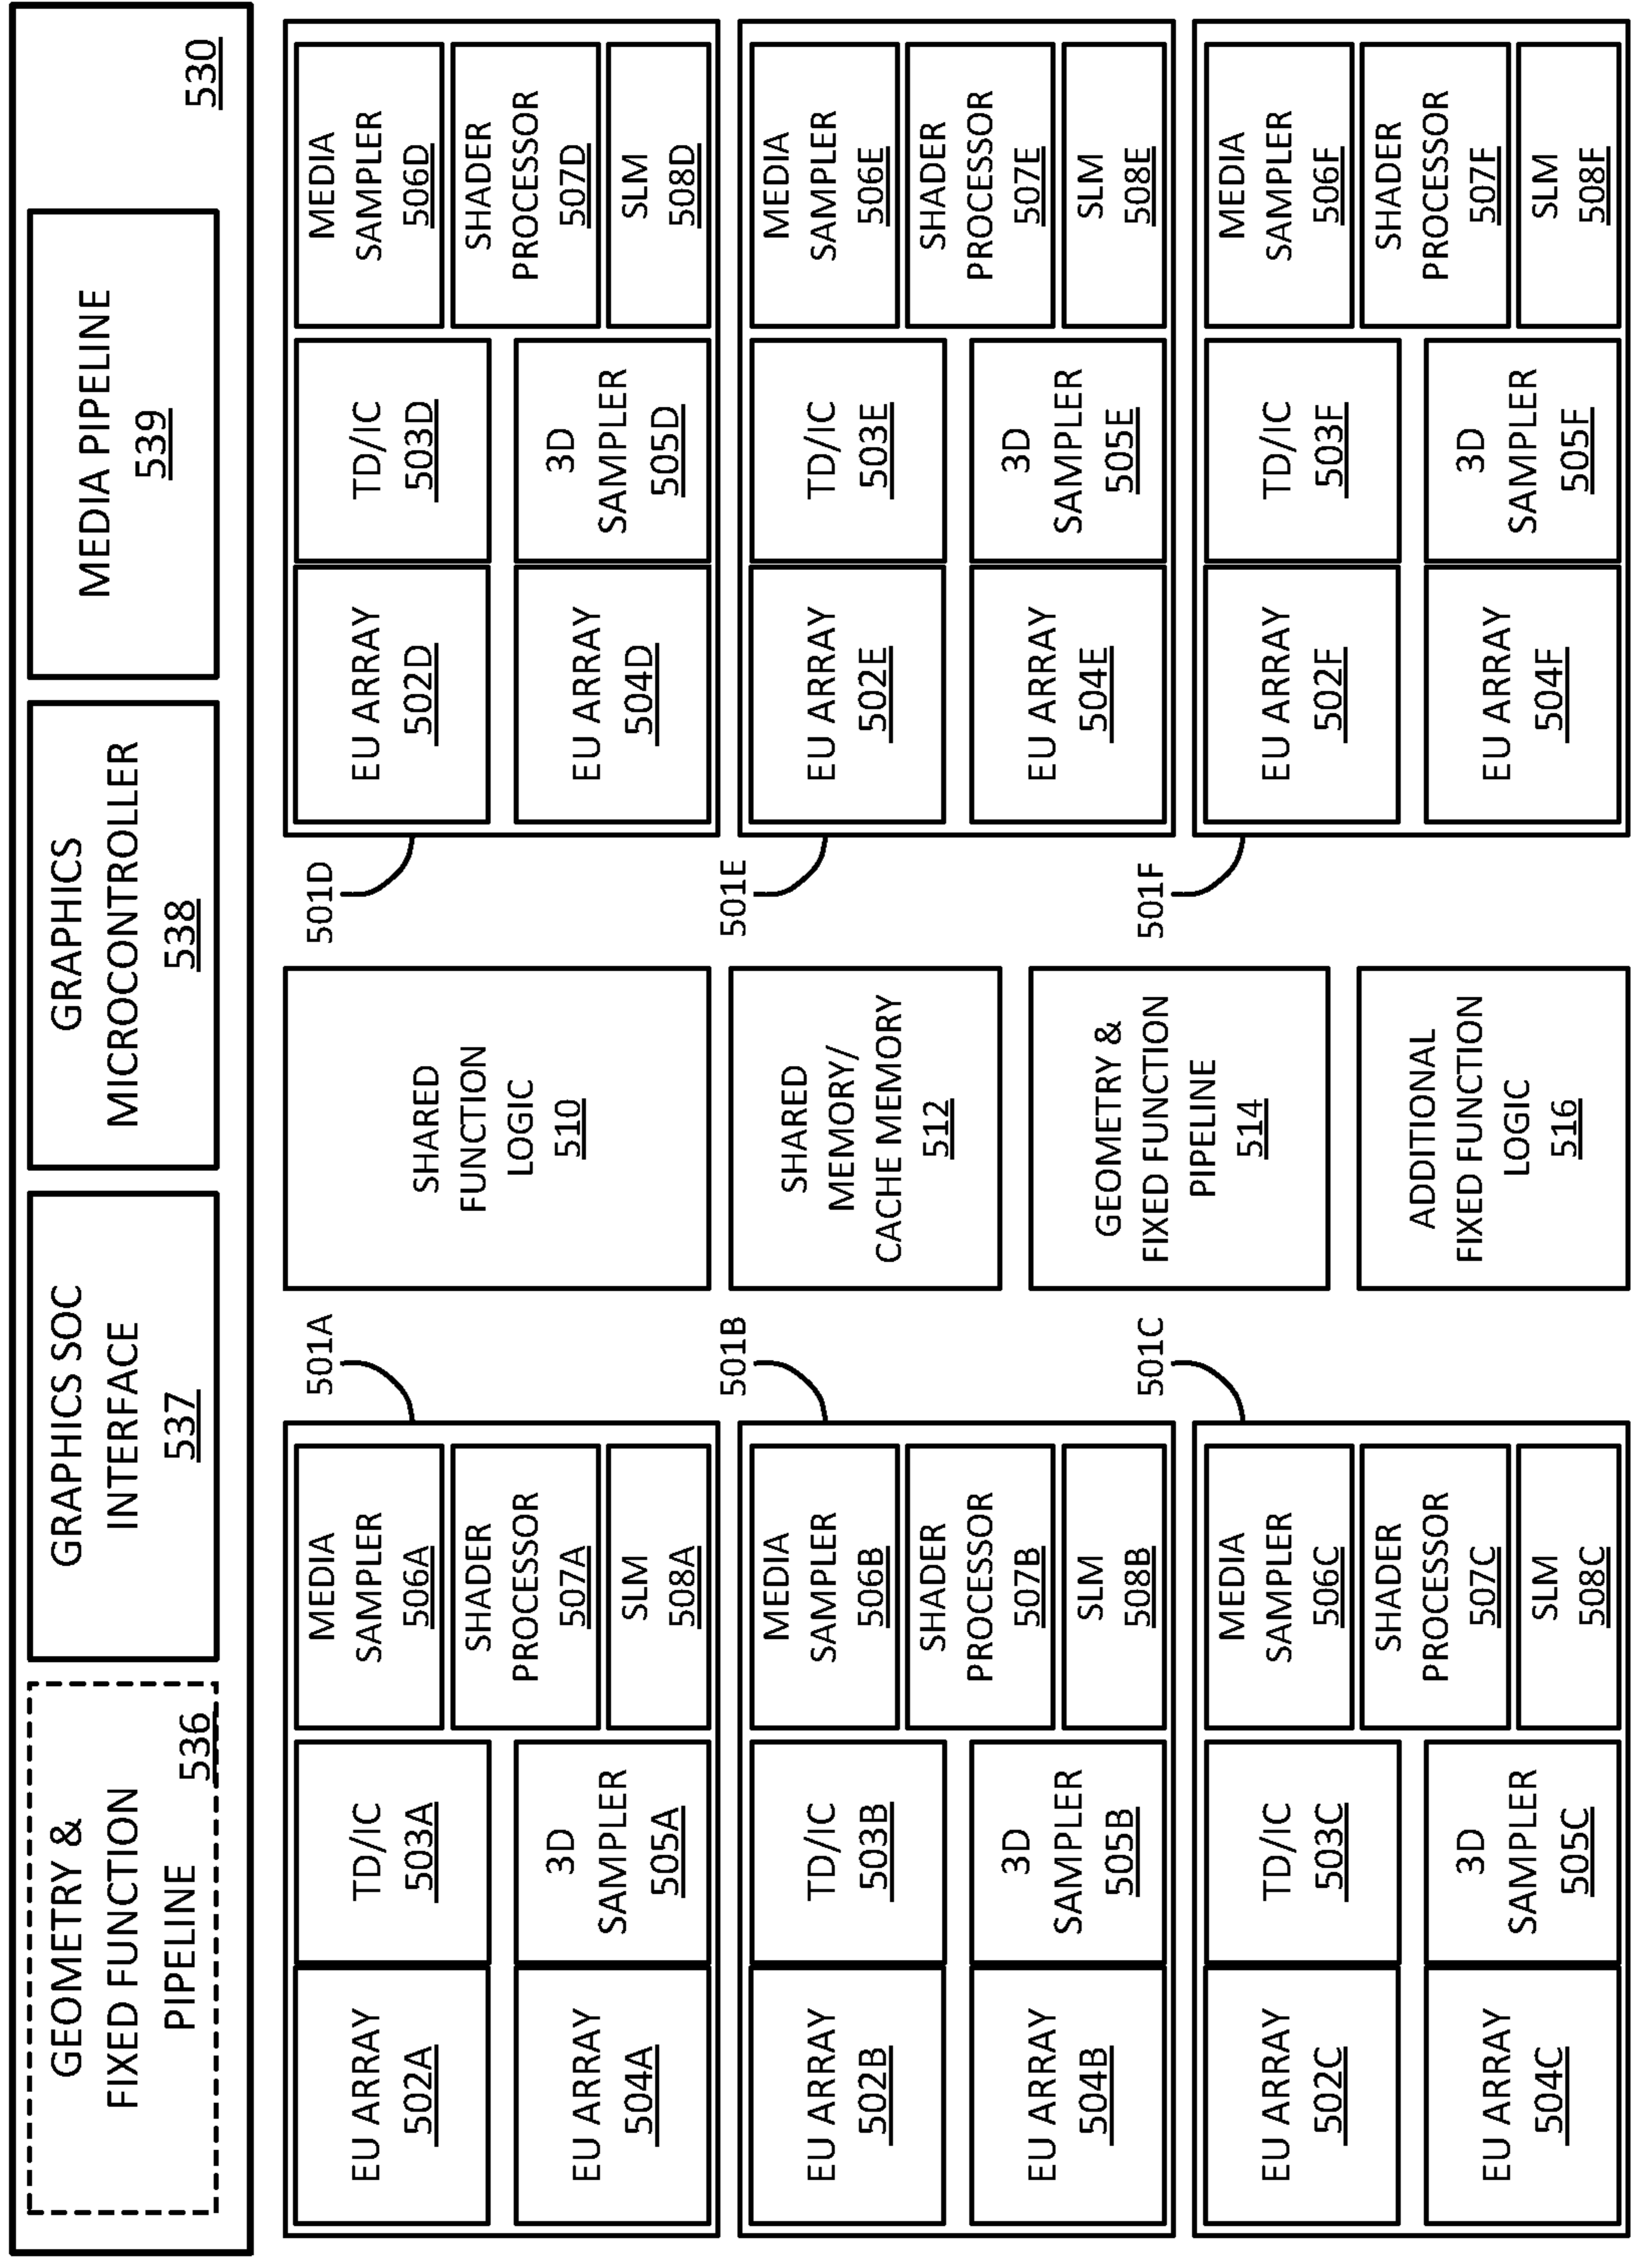 GEOMETRY &
FIXED FUNCTION
PIPELINE
536
GRAPHICS SOC
INTERFACE
537
GRAPHICS
MICROCONTROLLER
538
MEDIA PIPELINE
539
530
EU ARRAY
502A
TD/IC
503A
MEDIA
SAMPLER
506A
EU ARRAY
504A
3D
SAMPLER
505A
SHADER
PROCESSOR
507A
SLM
508A
501A
SHARED
FUNCTION
LOGIC
510
501D
EU ARRAY
502D
TD/IC
503D
MEDIA
SAMPLER
506D
EU ARRAY
504D
3D
SAMPLER
505D
SHADER
PROCESSOR
507D
SLM
508D
EU ARRAY
502B
TD/IC
503B
MEDIA
SAMPLER
506B
EU ARRAY
504B
3D
SAMPLER
505B
SHADER
PROCESSOR
507B
SLM
508B
501B
SHARED
MEMORY/
CACHE MEMORY
512
501E
EU ARRAY
502E
TD/IC
503E
MEDIA
SAMPLER
506E
EU ARRAY
504E
3D
SAMPLER
505E
SHADER
PROCESSOR
507E
SLM
508E
GEOMETRY &
FIXED FUNCTION
PIPELINE
514
EU ARRAY
502C
TD/IC
503C
MEDIA
SAMPLER
506C
EU ARRAY
504C
3D
SAMPLER
505C
SHADER
PROCESSOR
507C
SLM
508C
501C
ADDITIONAL
FIXED FUNCTION
LOGIC
516
501F
EU ARRAY
502F
TD/IC
503F
MEDIA
SAMPLER
506F
EU ARRAY
504F
3D
SAMPLER
505F
SHADER
PROCESSOR
507F
SLM
508F